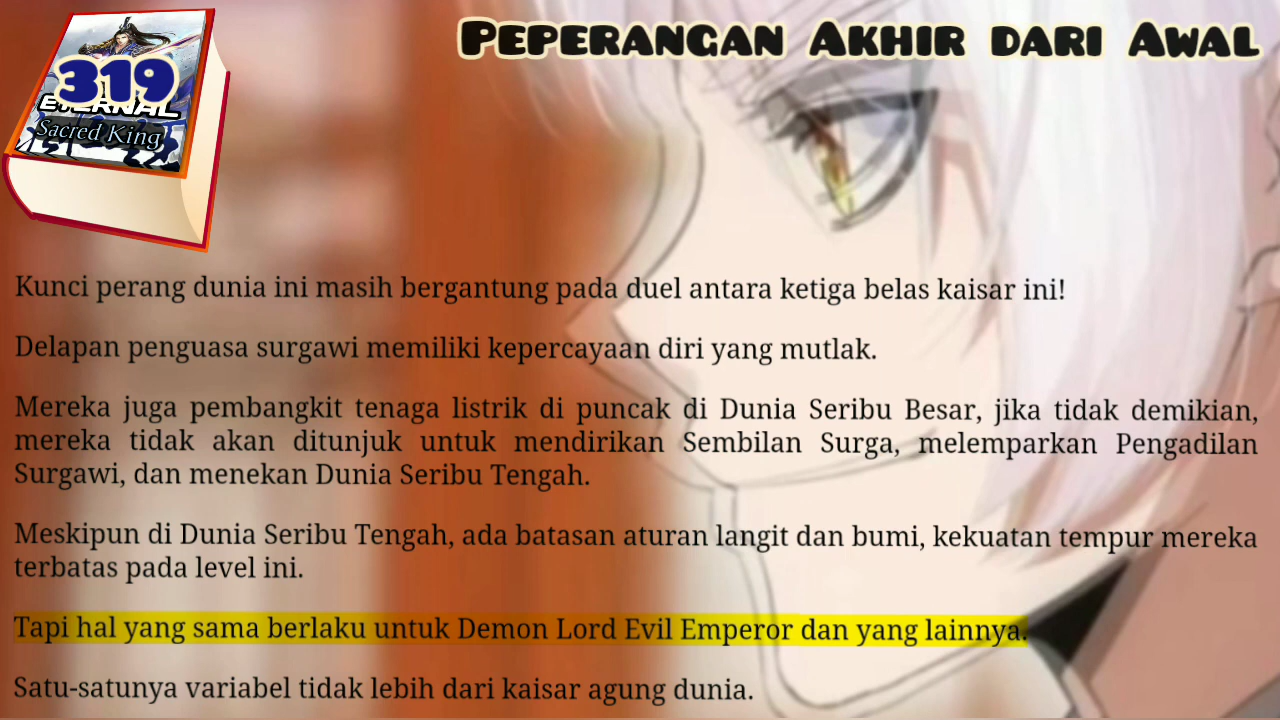 Peperangan Akhir dari Awal
319
ETERNAL
Sacred King
Kunci perang dunia ini masih bergantung pada duel antara ketiga belas kaisar ini!
Delapan penguasa surgawi memiliki kepercayaan diri yang mutlak.
Mereka juga pembangkit tenaga listrik di puncak di Dunia Seribu Besar, jika tidak demikian,
mereka tidak akan ditunjuk untuk mendirikan Sembilan Surga, melemparkan Pengadilan
Surgawi, dan menekan Dunia Seribu Tengah.
Meskipun di Dunia Seribu Tengah, ada batasan aturan langit dan bumi, kekuatan tempur mereka
terbatas pada level ini.
Tapi hal yang sama berlaku untuk Demon Lord Evil Emperor dan yang lainnya.
Satu-satunya variabel tidak lebih dari kaisar agung dunia.